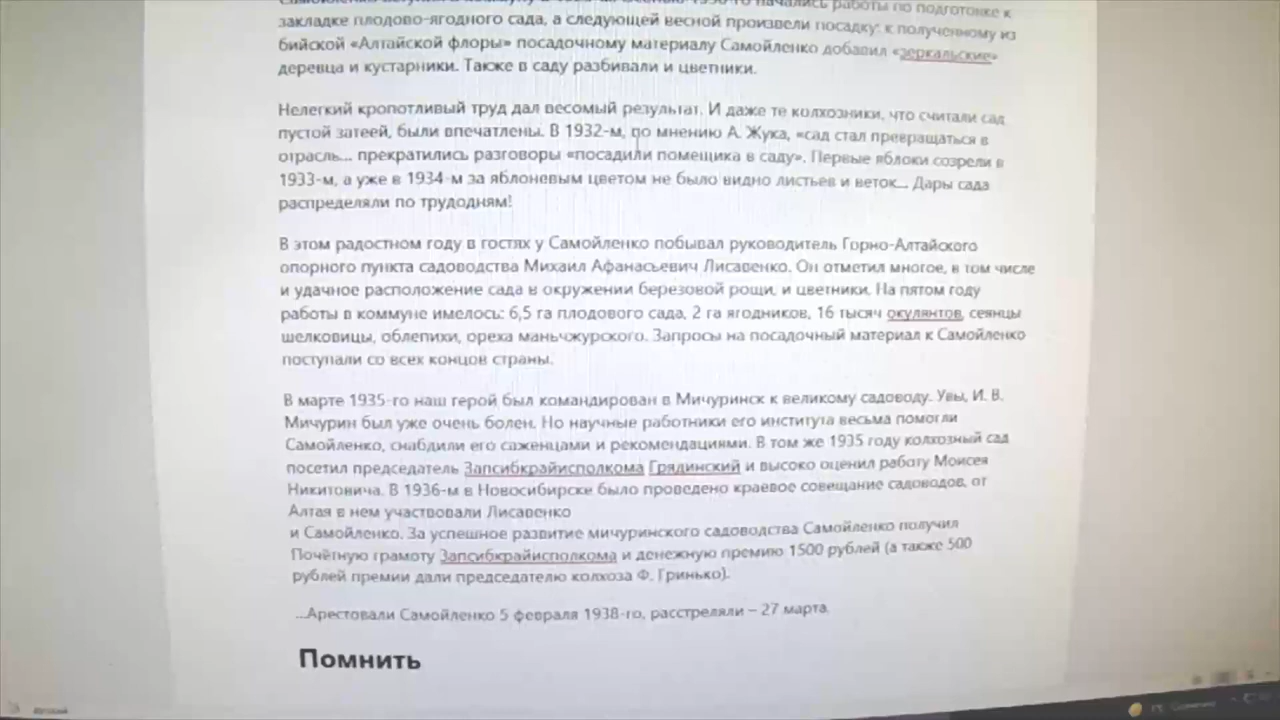 Самойленко вступил в коммуну в начались работы по подготовке к
закладке плодово-ягодного сада, а следующей весной произвели посадку: к полученному из
бийской «Алтайской флоры» посадочному материалу Самойленко добавил «зеркальские»
деревца и кустарники. Также в саду разбивали и цветники.
Нелегкий кропотливый труд дал весомый результат. И даже те колхозники, что считали сад
пустой затеей, были впечатлены. В 1932-м, по мнению А. Жука, «сад стал превращаться в
отрасль... прекратились разговоры «посадили помещика в саду». Первые яблоки созрели в
1933-м, а уже в 1934-м за яблоневым цветом не было видно листьев и веток... Дары сада
распределяли по трудодням!
В этом радостном году в гостях у Самойленко побывал руководитель Горно-Алтайского
опорного пункта садоводства Михаил Афанасьевич Лисавенко. Он отметил многое, в том числе
и удачное расположение сада в окружении березовой рощи, и цветники. На пятом году
работы в коммуне имелось: 6,5 га плодового сада, 2 га ягодников, 16 тысяч окулянтов, сеянцы
шелковицы, облепихи, ореха маньчжурского. Запросы на посадочный материал к Самойленко
поступали со всех концов страны.
В марте 1935-го наш герой был командирован в Мичуринск к великому садоводу. Увы, И. В.
Мичурин был уже очень болен. Но научные работники его института весьма помогли
Самойленко, снабдили его саженцами и рекомендациями. В том же 1935 году колхозный сад
посетил председатель Запсибкрайисполкома Грядинский и высоко оценил работу Моисея
Никитовича. В 1936-м в Новосибирске было проведено краевое совещание садоводов, от
Алтая в нем участвовали Лисавенко
и Самойленко. За успешное развитие мичуринского садоводства Самойленко получил
Почётную грамоту Запсибкрайисполкома и денежную премию 1500 рублей (а также 500
рублей премии дали председателю колхоза Ф. Гринько).
...Арестовали Самойленко 5 февраля 1938-го, расстреляли – 27 марта.
Помнить